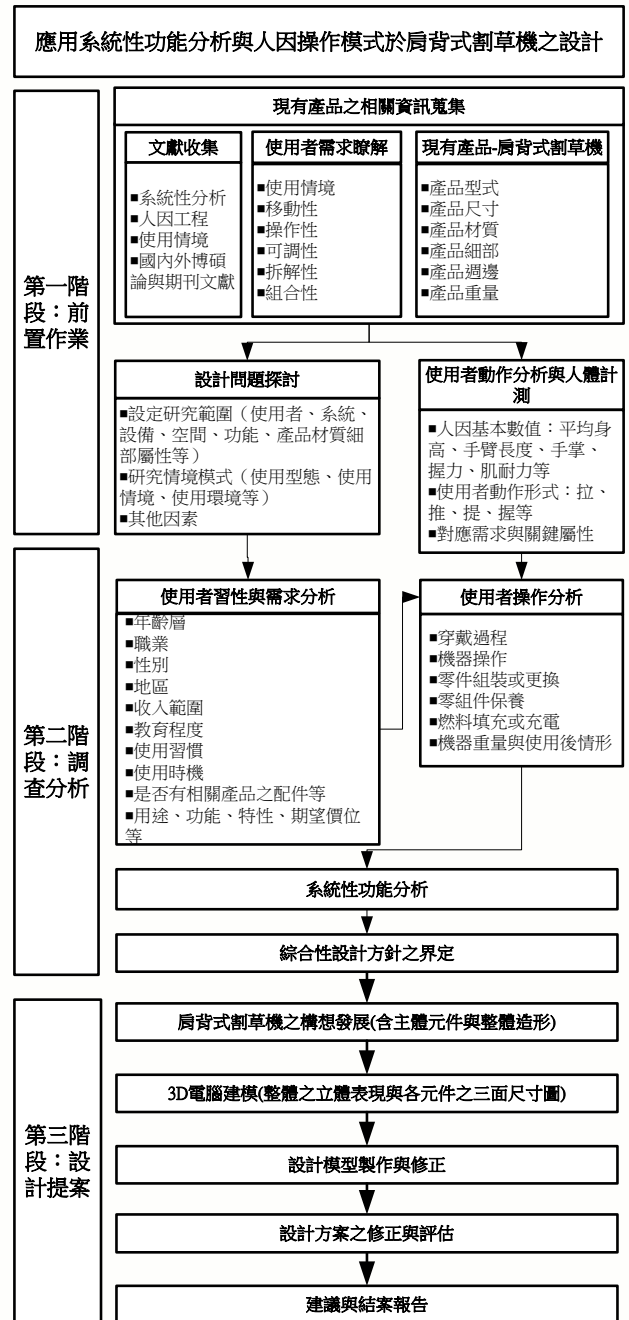 應用系統性功能分析與人因操作模式於肩背式割草機之設計
第一階
段：前
置作業
現有產品之相關資訊蒐集
文獻收集
■系統性分析
■人因工程
■使用情境
■國內外博碩
論與期刊文獻
使用者需求瞭解
■使用情境
■移動性
■操作性
■可調性
■拆解性
■組合性
現有產品-肩背式割草機
■產品型式
■產品尺寸
■產品材質
■產品細部
■產品週邊
■產品重量
設計問題探討
■設定研究範圍（使用者、系統、
設備、空間、功能、產品材質細
部屬性等）
■研究情境模式（使用型態、使用
情境、使用環境等）
■其他因素
使用者動作分析與人體計
測
■人因基本數值：平均身
高、手臂長度、手掌、
握力、肌耐力等
■使用者動作形式：拉、
推、提、握等
■對應需求與關鍵屬性
第二階
段：調
查分析
使用者習性與需求分析
■年齡層
■職業
■性別
■地區
■收入範圍
■教育程度
■使用習慣
■使用時機
■是否有相關產品之配件等
■用途、功能、特性、期望價位
等
使用者操作分析
■穿戴過程
■機器操作
■零件組裝或更換
■零組件保養
■燃料填充或充電
■機器重量與使用後情形
系統性功能分析
綜合性設計方針之界定
第三階
段：設
計提案
肩背式割草機之構想發展(含主體元件與整體造形)
3D電腦建模(整體之立體表現與各元件之三面尺寸圖)
設計模型製作與修正
設計方案之修正與評估
建議與結案報告